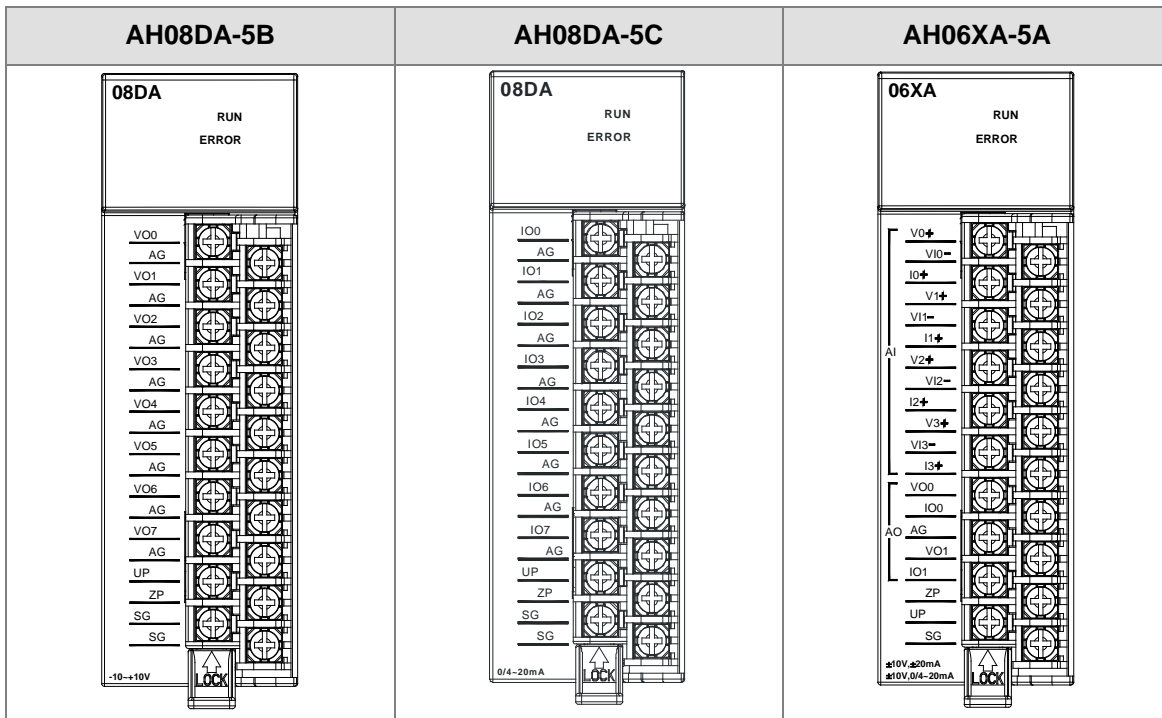 AH08DA-5B
AH08DA-5C
AH06XA-5A
08DA
RUN
ERROR
VO0
AG
VO1
AG
VO2
AG
VO3
AG
VO4
AG
VO5
AG
VO6
AG
VO7
AG
UP
ZP
SG
SG
-10~+10V
LOCK
08DA
RUN
ERROR
IO0
AG
IO1
AG
IO2
AG
IO3
AG
IO4
AG
IO5
AG
IO6
AG
IO7
AG
UP
ZP
SG
SG
0/4~20mA
LOCK
06XA
RUN
ERROR
AI
V0+
VI0-
I0+
V1+
VI1-
I1+
V2+
VI2-
I2+
V3+
VI3-
I3+
AO
VO0
IO0
AG
VO1
IO1
ZP
UP
SG
±10V,±20mA
±10V,0/4~20mA
LOCK